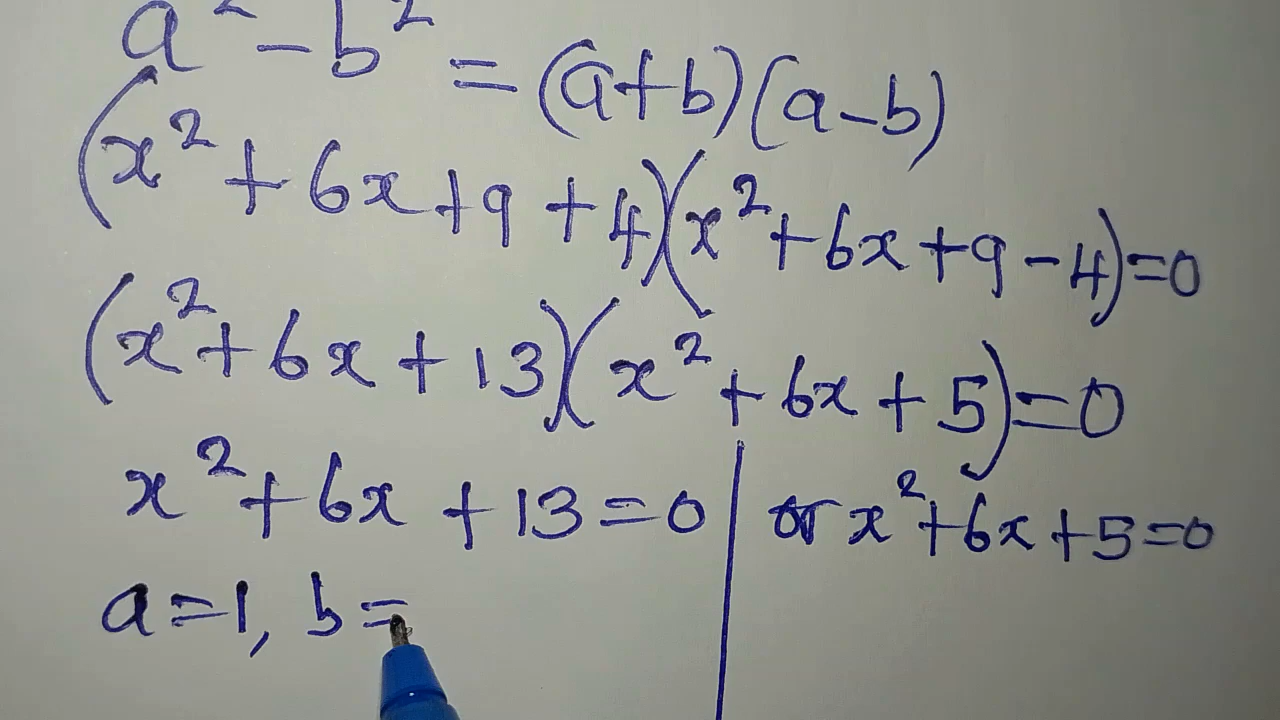 a² - b² = (a+b)(a-b)
(x² + 6x + 9 + 4)(x² + 6x + 9 - 4) = 0
(x² + 6x + 13)(x² + 6x + 5) = 0
x² + 6x + 13 = 0 | or x² + 6x + 5 = 0
a = 1, b =